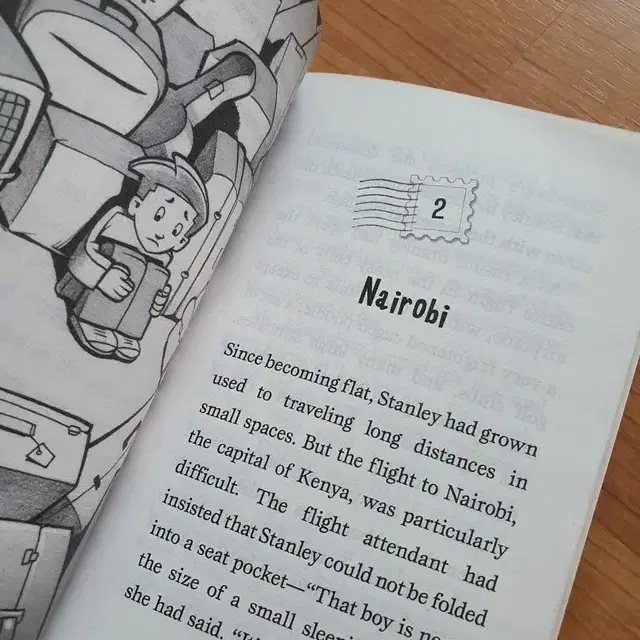 2
Nairobi
Since becoming flat, Stanley had grown
used to traveling long distances in
small spaces. But the flight to Nairobi,
the capital of Kenya, was particularly
difficult. The flight attendant had
insisted that Stanley could not be folded
into a seat pocket—“That boy is no
the size of a small
she had said.